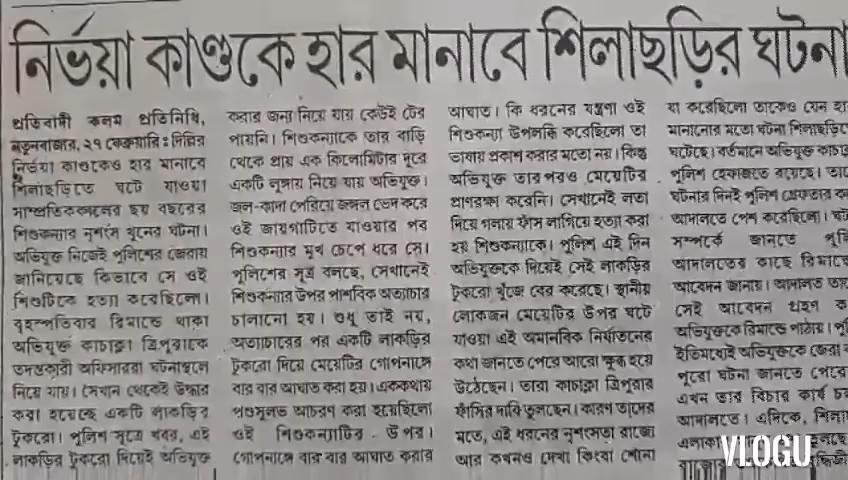 নির্ভয়া কাণ্ডকে হার মানাবে শিলাছড়ির ঘটনা
প্রতিবাদী কলম প্রতিনিধি,
নতুনবাজার, ২৭ ফেব্রুয়ারি : দিল্লির
নির্ভয়া কাণ্ডকেও হার মানাবে
শিলাছড়িতে ঘটে যাওয়া
সাম্প্রতিককালের ছয় বছরের
শিশুকন্যার নৃশংস খুনের ঘটনা।
অভিযুক্ত নিজেই পুলিশের জেরায়
জানিয়েছে কিভাবে সে ওই
শিশুটিকে হত্যা করেছিলো।
বৃহস্পতিবার রিমান্ডে থাকা
অভিযুক্ত কাচাক্লা ত্রিপুরাকে
তদন্তকারী অফিসাররা ঘটনাস্থলে
নিয়ে যায়। সেখান থেকেই উদ্ধার
করা হয়েছে একটি লাকড়ির
টুকরো। পুলিশ সূত্রে খবর, এই
লাকড়ির টুকরো দিয়েই অভিযুক্ত
করার জন্য নিয়ে যায় কেউই টের
পায়নি। শিশুকন্যাকে তার বাড়ি
থেকে প্রায় এক কিলোমিটার দূরে
একটি লুঙ্গায় নিয়ে যায় অভিযুক্ত।
জল-কাদা পেরিয়ে জঙ্গল ভেদ করে
ওই জায়গাটিতে যাওয়ার পর
শিশুকন্যার মুখ চেপে ধরে সে।
পুলিশের সূত্র বলছে, সেখানেই
শিশুকন্যার উপর পাশবিক অত্যাচার
চালানো হয়। শুধু তাই নয়,
অত্যাচারের পর একটি লাকড়ির
টুকরো দিয়ে মেয়েটির গোপনাঙ্গে
বার বার আঘাত করা হয়। এককথায়
পশুসুলভ আচরণ করা হয়েছিলো
ওই শিশুকন্যাটির উপর।
গোপনাঙ্গে বার বার আঘাত করার
আঘাত। কি ধরনের যন্ত্রণা ওই
শিশুকন্যা উপলব্ধি করেছিলো তা
ভাষায় প্রকাশ করার মতো নয়। কিন্তু
অভিযুক্ত তারপরও মেয়েটির
প্রাণরক্ষা করেনি। সেখানেই লতা
দিয়ে গলায় ফাঁস লাগিয়ে হত্যা করা
হয় শিশুকন্যাকে। পুলিশ এই দিন
অভিযুক্তকে দিয়েই সেই লাকড়ির
টুকরো খুঁজে বের করেছে। স্থানীয়
লোকজন মেয়েটির উপর ঘটে
যাওয়া এই অমানবিক নির্যাতনের
কথা জানতে পেরে আরো ক্ষুব্ধ হয়ে
উঠেছেন। তারা কাচাক্লা ত্রিপুরার
ফাঁসির দাবি তুলছেন। কারণ তাদের
মতে, এই ধরনের নৃশংসতা রাজ্যে
আর কখনও দেখা কিংবা শোনা
যা করেছিলো তাকেও যেন হা
মানানোর মতো ঘটনা শিলাছড়িতে
ঘটেছে। বর্তমানে অভিযুক্ত কাচাক্
পুলিশ হেফাজতে রয়েছে। তাে
ঘটনার দিনই পুলিশ গ্রেফতার ক
আদালতে পেশ করেছিলো। ঘট
সম্পর্কে জানতে পুি
আদালতের কাছে রিমান্ডে
আবেদন জানায়। আদালত তা
সেই আবেদন গ্রহণ ক
অভিযুক্তকে রিমান্ডে পাঠায়। পু
ইতিমধ্যেই অভিযুক্তকে জেরা ক
পুরো ঘটনা জানতে পেরে
এখন তার বিচার কার্য চ
আদালতে। এদিকে, শিলা
এলাকা
VLOGU